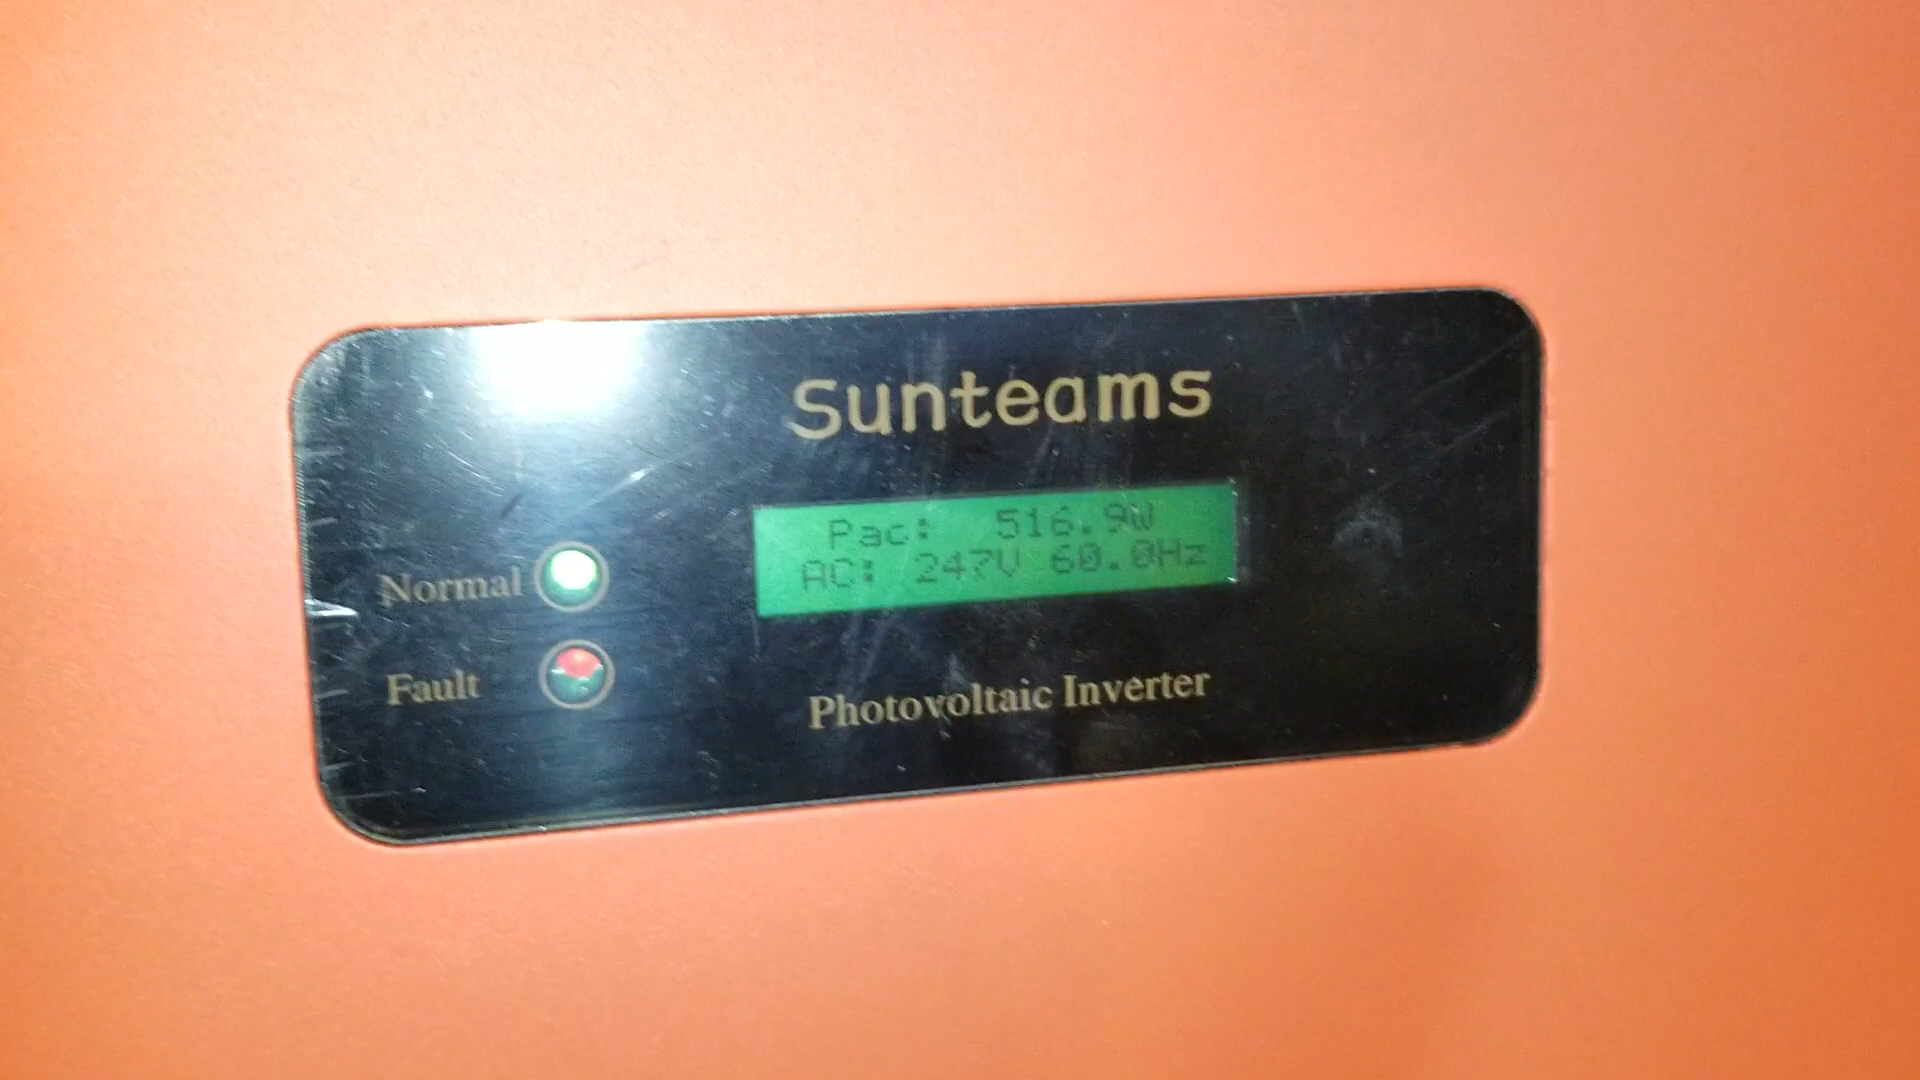 Sunteams
Pac: 516.9W
AC: 247V 60.0Hz
Normal
Fault
Photovoltaic Inverter